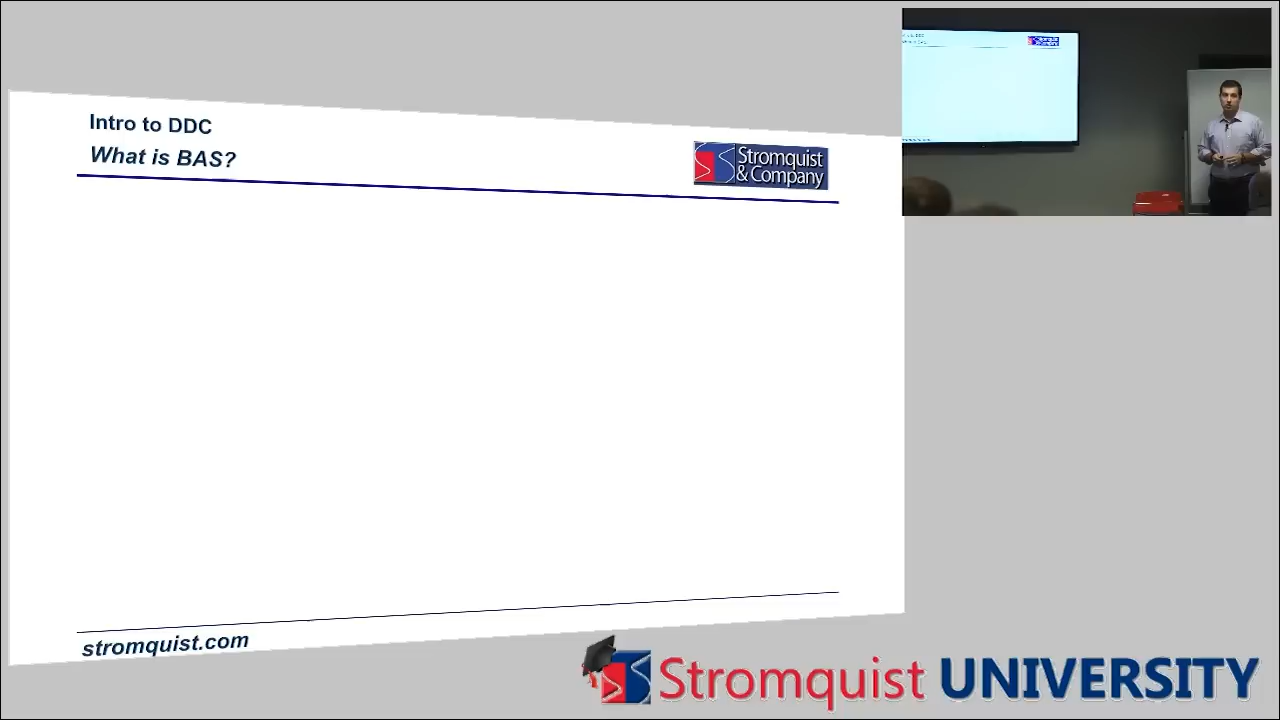 Intro to DDC
What is BAS?
Stromquist
& Company
stromquist.com
Stromquist UNIVERSITY